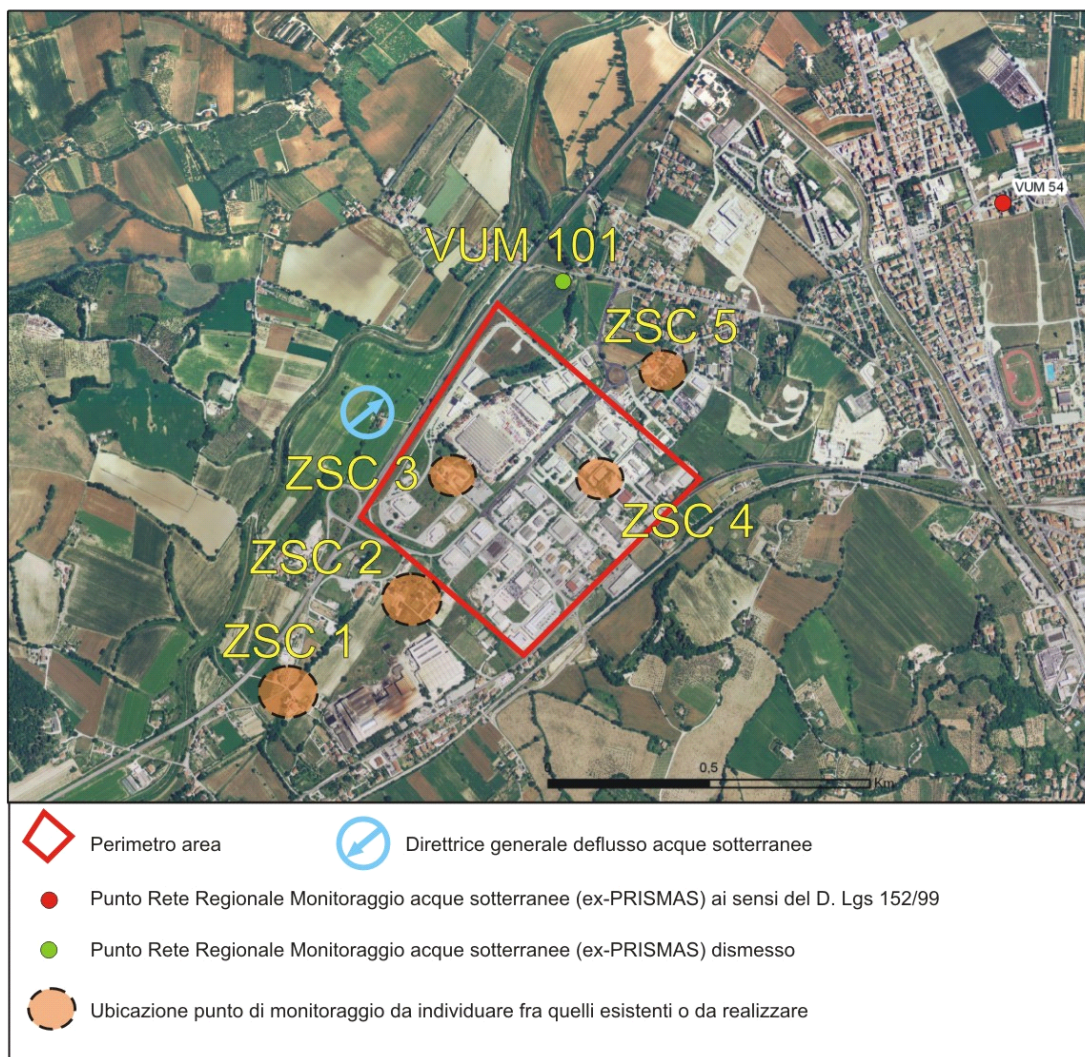 VUM 54
VUM 101
ZSC 5
ZSC 3
ZSC 4
ZSC 2
ZSC 1
0 0.5 1
Km
Perimetro area
Direttrice generale deflusso acque sotterranee
Punto Rete Regionale Monitoraggio acque sotterranee (ex-PRISMAS) ai sensi del D. Lgs 152/99
Punto Rete Regionale Monitoraggio acque sotterranee (ex-PRISMAS) dismesso
Ubicazione punto di monitoraggio da individuare fra quelli esistenti o da realizzare